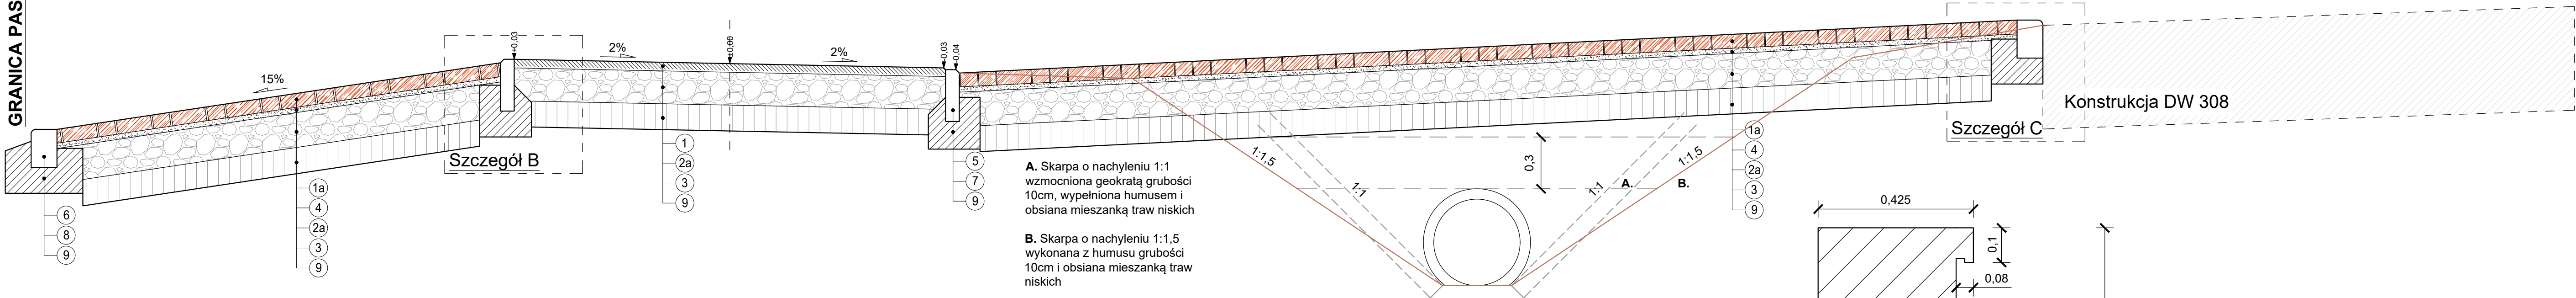 GRANICA PAS
15%
+0,03
2%
±0,00
2%
-0,03
-0,04
Szczegół B
Szczegół C
Konstrukcja DW 308
6
8
9
1a
4
2a
3
9
1
2a
3
9
5
7
9
A. Skarpa o nachyleniu 1:1
wzmocniona geokratą grubości
10cm, wypełniona humusem i
obsiana mieszanką traw niskich
B. Skarpa o nachyleniu 1:1,5
wykonana z humusu grubości
10cm i obsiana mieszanką traw
niskich
1:1,5
1:1
0,3
1:1
A.
B.
1:1,5
1a
4
2a
3
9
0,425
0,1
0,08